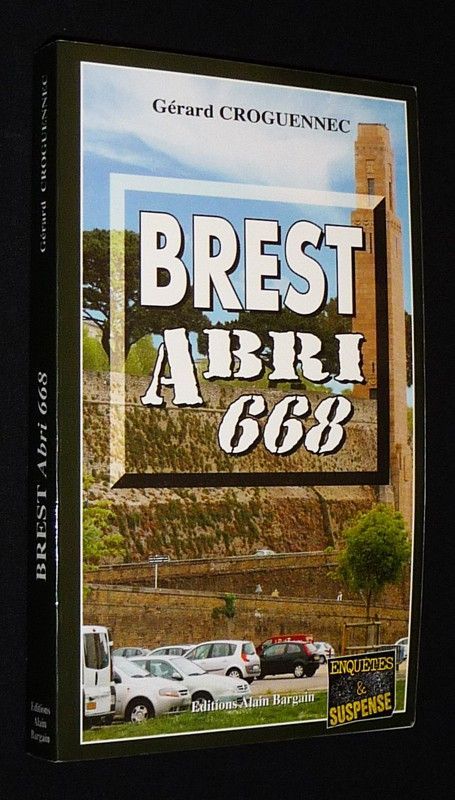 Gérard CROGUENNEC
BREST
ABRI
668
Editions Alain Bargain
ENQUÊTES
&
SUSPENSE
Gérard CROGUENNEC
BREST Abri 668
Editions
Alain
Bargain